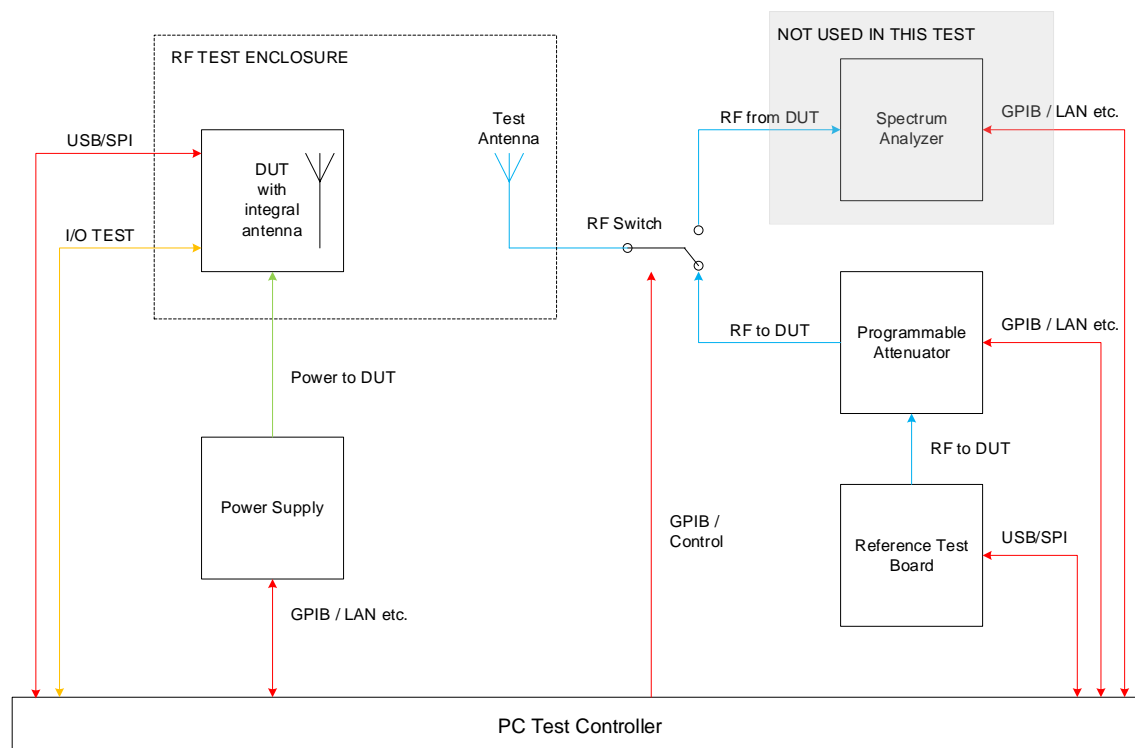 NOT USED IN THIS TEST
RF TEST ENCLOSURE
Test
Antenna
RF from DUT
Spectrum
Analyzer
GPIB / LAN etc.
USB/SPI
DUT
with
integral
antenna
RF Switch
I/O TEST
RF to DUT
Programmable
Attenuator
GPIB / LAN etc.
Power to DUT
RF to DUT
Power Supply
GPIB /
Control
Reference Test
Board
USB/SPI
GPIB / LAN etc.
PC Test Controller